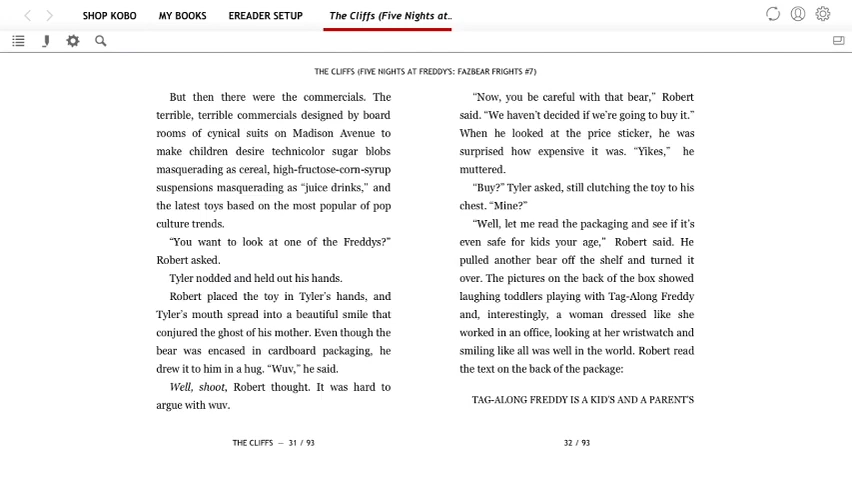 SHOP KOBO MY BOOKS EREADER SETUP The Cliffs (Five Nights at..
THE CLIFFS (FIVE NIGHTS AT FREDDY'S: FAZBEAR FRIGHTS #7)
But then there were the commercials. The
terrible, terrible commercials designed by board
rooms of cynical suits on Madison Avenue to
make children desire technicolor sugar blobs
masquerading as cereal, high-fructose-corn-syrup
suspensions masquerading as “juice drinks,” and
the latest toys based on the most popular of pop
culture trends.
“You want to look at one of the Freddys?”
Robert asked.
Tyler nodded and held out his hands.
Robert placed the toy in Tyler’s hands, and
Tyler’s mouth spread into a beautiful smile that
conjured the ghost of his mother. Even though the
bear was encased in cardboard packaging, he
drew it to him in a hug. “Wuv,” he said.
Well, shoot, Robert thought. It was hard to
argue with wuv.
THE CLIFFS — 31 / 93
“Now, you be careful with that bear,” Robert
said. “We haven’t decided if we’re going to buy it.”
When he looked at the price sticker, he was
surprised how expensive it was. “Yikes,” he
muttered.
“Buy?” Tyler asked, still clutching the toy to his
chest. “Mine?”
“Well, let me read the packaging and see if it’s
even safe for kids your age,” Robert said. He
pulled another bear off the shelf and turned it
over. The pictures on the back of the box showed
laughing toddlers playing with Tag-Along Freddy
and, interestingly, a woman dressed like she
worked in an office, looking at her wristwatch and
smiling like all was well in the world. Robert read
the text on the back of the package:
TAG-ALONG FREDDY IS A KID’S AND A PARENT’S
32 / 93